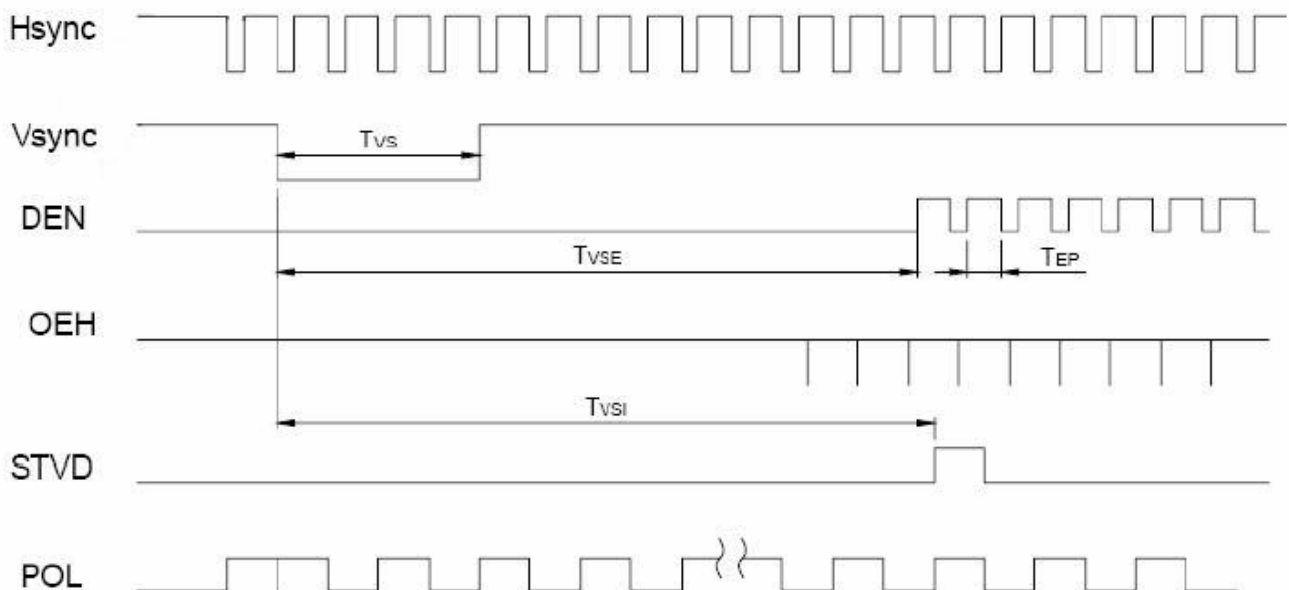 Hsync
Vsync
TVS
DEN
TVSE
TEP
OEH
TVSI
STVD
POL